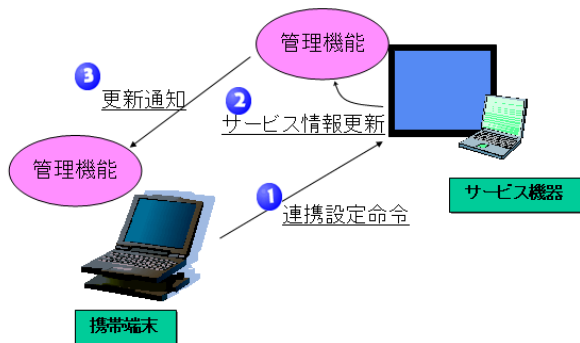 管理機能
3
更新通知
2
サービス情報更新
管理機能
サービス機器
1
連携設定命令
携帯端末